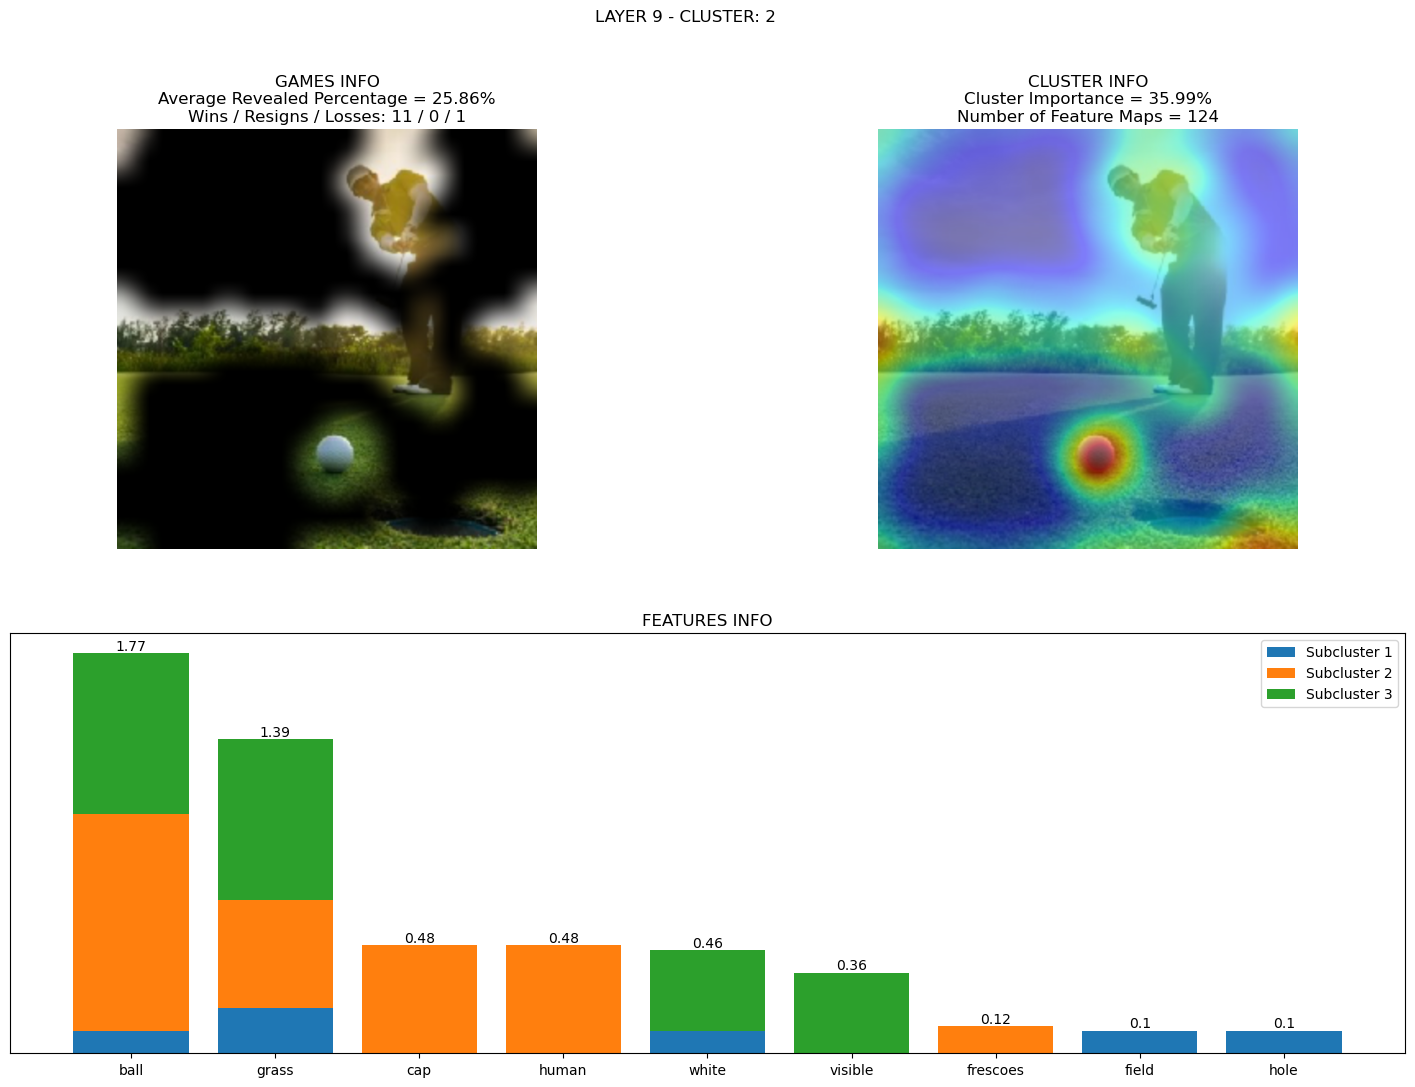 LAYER 9 - CLUSTER: 2
GAMES INFO
Average Revealed Percentage = 25.86%
Wins / Resigns / Losses: 11 / 0 / 1
CLUSTER INFO
Cluster Importance = 35.99%
Number of Feature Maps = 124
FEATURES INFO
Subcluster 1
Subcluster 2
Subcluster 3
1.77
1.39
0.48
0.48
0.46
0.36
0.12
0.1
0.1
ball
grass
cap
human
white
visible
frescoes
field
hole